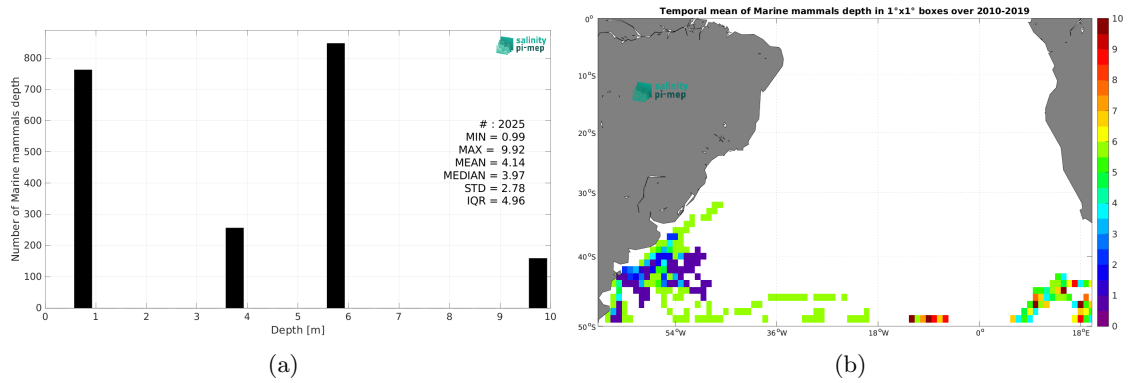 salinity
pi-mep
Number of Marine mammals depth
800
700
600
500
400
300
200
100
0
# : 2025
MIN = 0.99
MAX = 9.92
MEAN = 4.14
MEDIAN = 3.97
STD = 2.78
IQR = 4.96
0 1 2 3 4 5 6 7 8 9 10
Depth [m]
(a)
Temporal mean of Marine mammals depth in 1°x1° boxes over 2010-2019
salinity
pi-mep
0°
10°S
20°S
30°S
40°S
50°S
54°W 36°W 18°W 0° 18°E
10
9
8
7
6
5
4
3
2
1
0
(b)